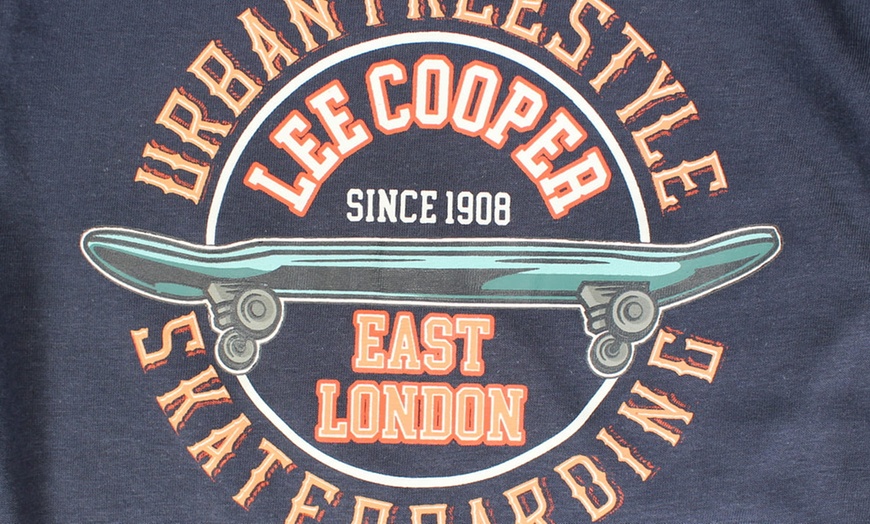 URBAN FREESTYLE
LEE COOPER
SINCE 1908
EAST
LONDON
SKATEBOARDING